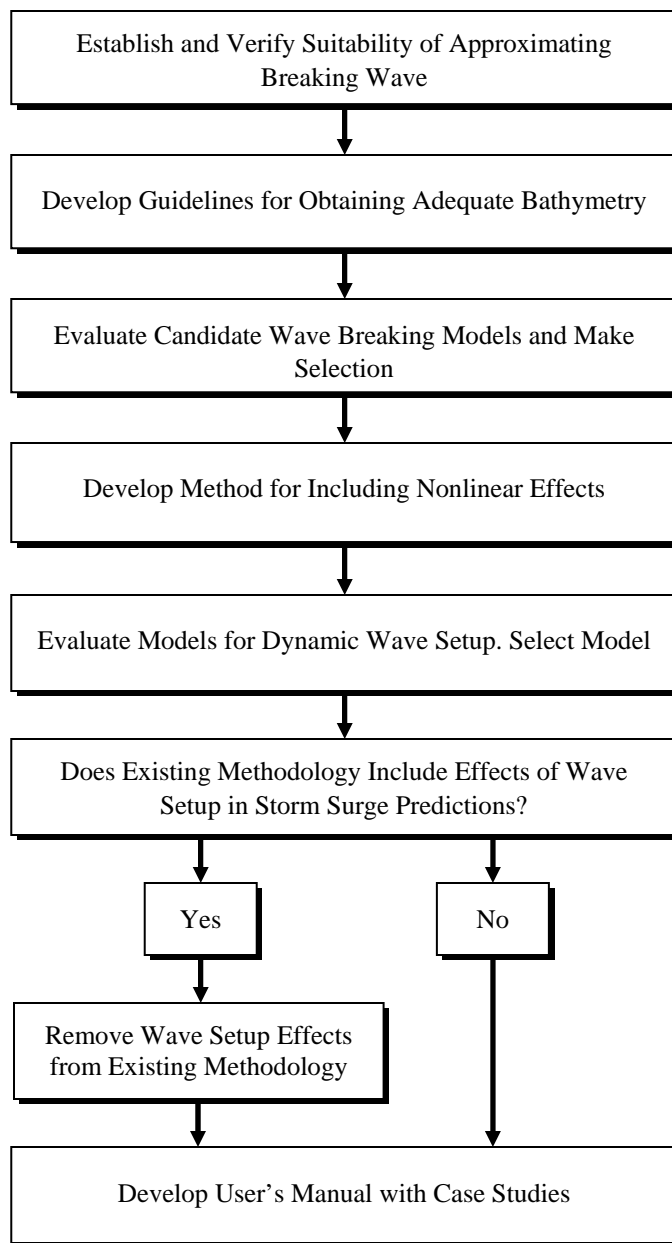 Establish and Verify Suitability of Approximating
Breaking Wave
Develop Guidelines for Obtaining Adequate Bathymetry
Evaluate Candidate Wave Breaking Models and Make
Selection
Develop Method for Including Nonlinear Effects
Evaluate Models for Dynamic Wave Setup. Select Model
Does Existing Methodology Include Effects of Wave
Setup in Storm Surge Predictions?
Yes
No
Remove Wave Setup Effects
from Existing Methodology
Develop User’s Manual with Case Studies